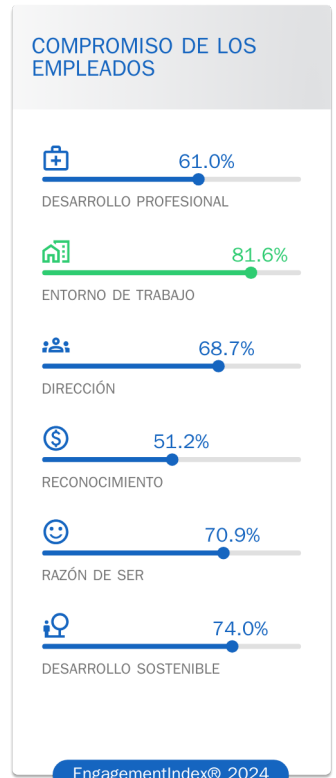 COMPROMISO DE LOS
EMPLEADOS
61.0%
DESARROLLO PROFESIONAL
81.6%
ENTORNO DE TRABAJO
68.7%
DIRECCIÓN
51.2%
RECONOCIMIENTO
70.9%
RAZÓN DE SER
74.0%
DESARROLLO SOSTENIBLE
EngagementIndex® 2024